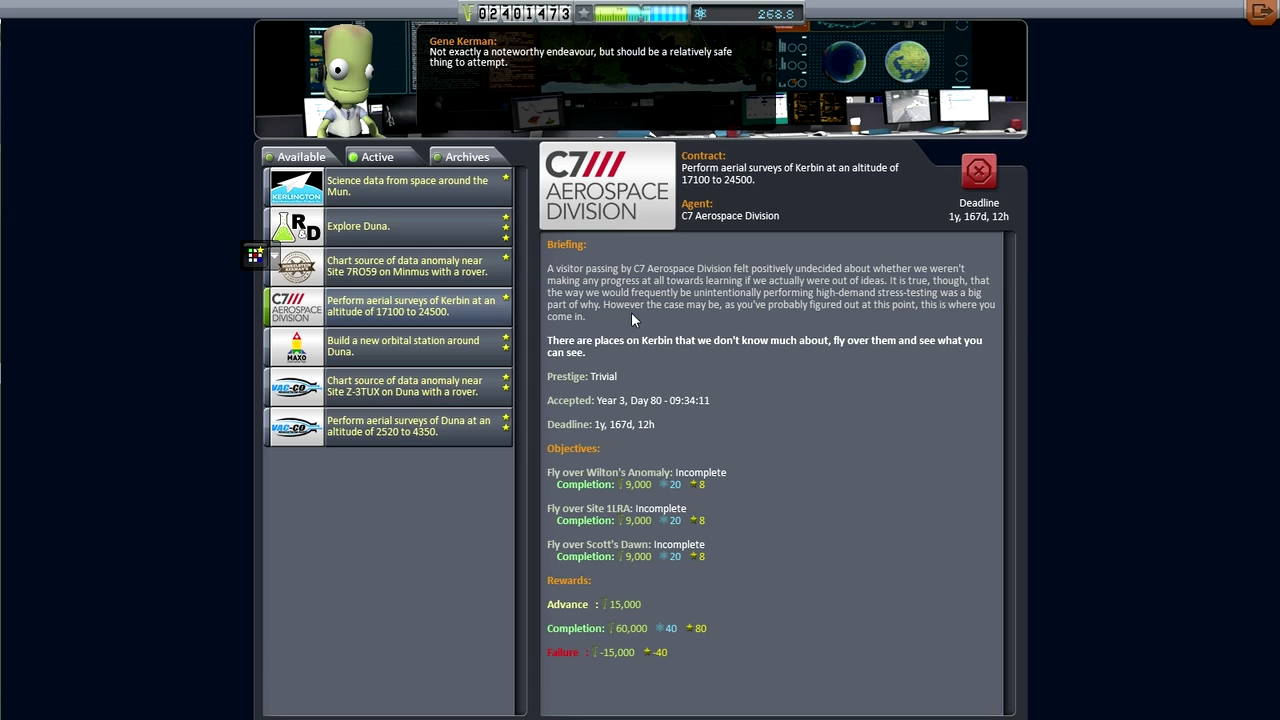 02401473
268.8
Gene Kerman:
Not exactly a noteworthy endeavour, but should be a relatively safe
thing to attempt.
Available
Active
Archives
KERLINGTON
Science data from space around the
Mun.
R&D
Explore Duna.
Chart source of data anomaly near
Site 7RO59 on Minmus with a rover.
C7///
AEROSPACE
DIVISION
Perform aerial surveys of Kerbin at an
altitude of 17100 to 24500.
MAXO
Build a new orbital station around
Duna.
VAC-CO
Chart source of data anomaly near
Site Z-3TUX on Duna with a rover.
VAC-CO
Perform aerial surveys of Duna at an
altitude of 2520 to 4350.
C7///
AEROSPACE
DIVISION
Contract:
Perform aerial surveys of Kerbin at an altitude of
17100 to 24500.
Agent:
C7 Aerospace Division
Deadline
1y, 167d, 12h
Briefing:
A visitor passing by C7 Aerospace Division felt positively undecided about whether we weren't
making any progress at all towards learning if we actually were out of ideas. It is true, though, that
the way we would frequently be unintentionally performing high-demand stress-testing was a big
part of why. However the case may be, as you've probably figured out at this point, this is where you
come in.
There are places on Kerbin that we don't know much about, fly over them and see what you
can see.
Prestige: Trivial
Accepted: Year 3, Day 80 - 09:34:11
Deadline: 1y, 167d, 12h
Objectives:
Fly over Wilton's Anomaly: Incomplete
Completion: 9,000 20 8
Fly over Site 1LRA: Incomplete
Completion: 9,000 20 8
Fly over Scott's Dawn: Incomplete
Completion: 9,000 20 8
Rewards:
Advance : 15,000
Completion: 60,000 40 80
Failure : -15,000 -40